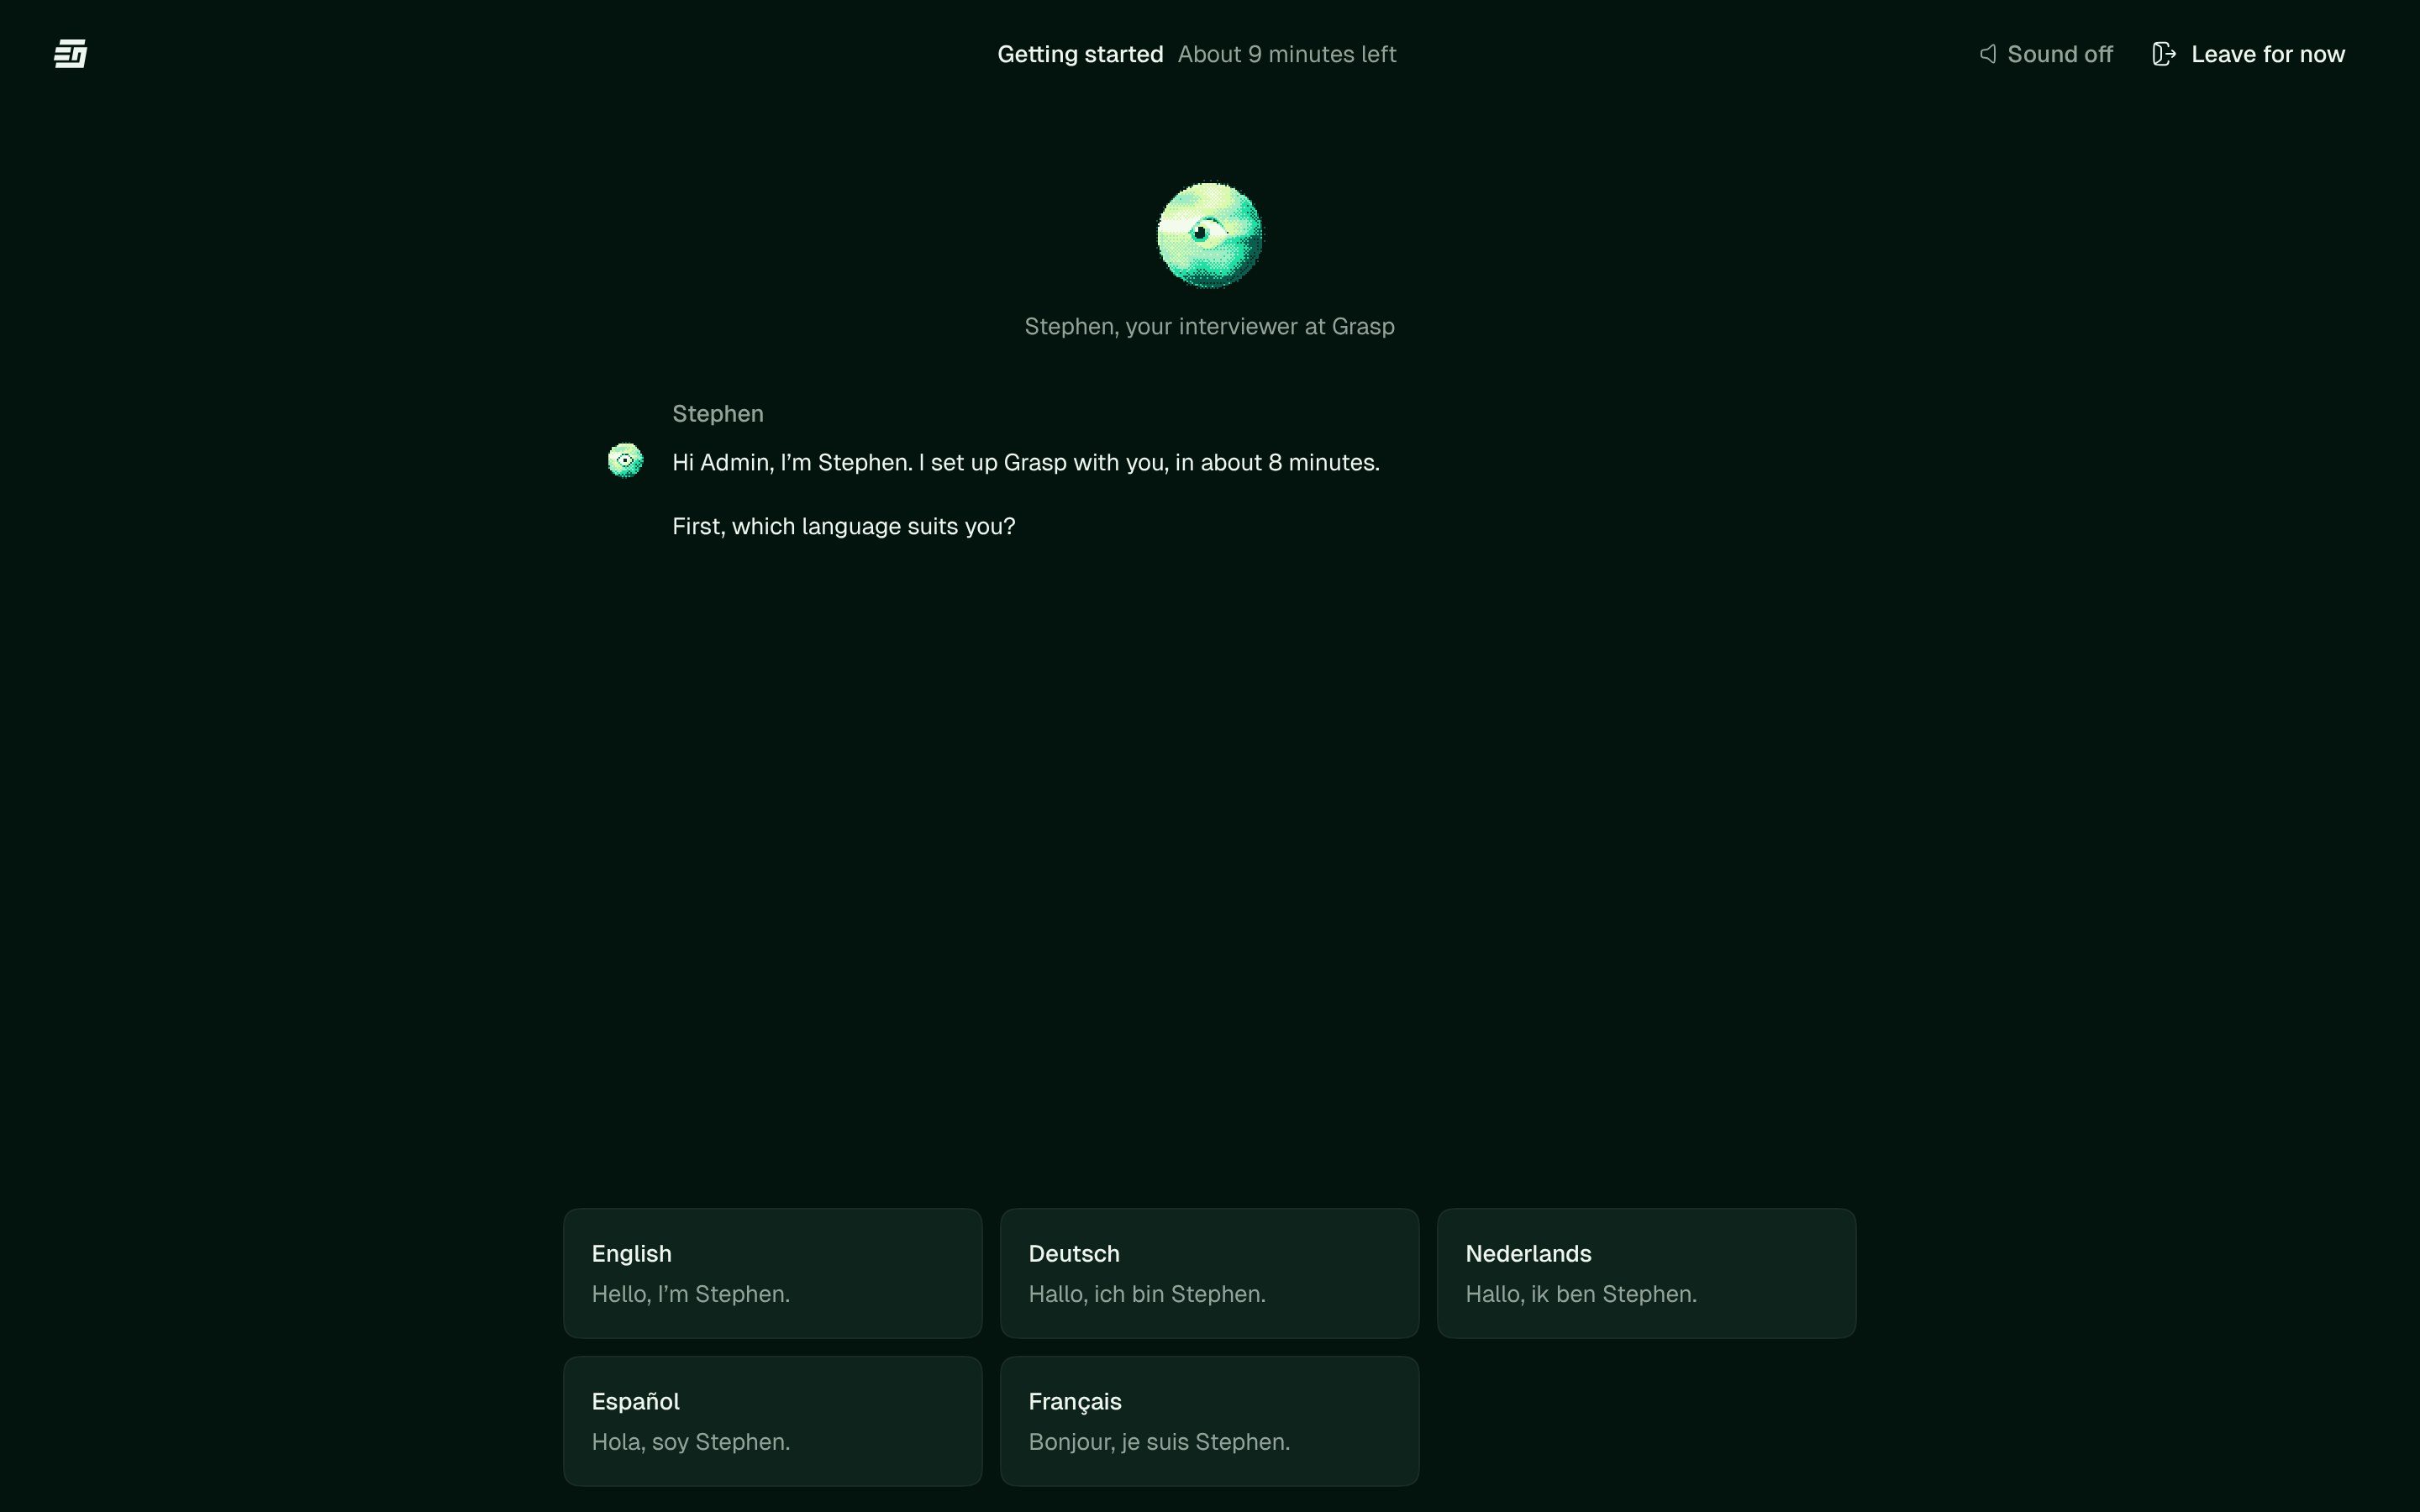 Getting started About 9 minutes left
Sound off
Leave for now
Stephen, your interviewer at Grasp
Stephen
Hi Admin, I’m Stephen. I set up Grasp with you, in about 8 minutes.
First, which language suits you?
English
Hello, I’m Stephen.
Deutsch
Hallo, ich bin Stephen.
Nederlands
Hallo, ik ben Stephen.
Español
Hola, soy Stephen.
Français
Bonjour, je suis Stephen.